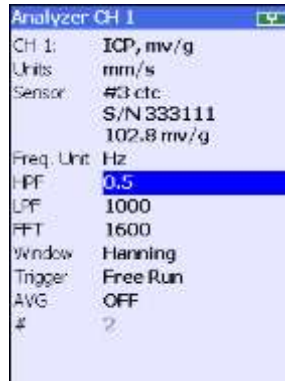 Analyzer CH 1
CH 1: ICP, mv/g
Units mm/s
Sensor #3 ctc
S/N 333111
102.8 mv/g
Freq. Unit Hz
HPF 0.5
LPF 1000
FFT 1600
Window Hanning
Trigger Free Run
AVG OFF
# 2